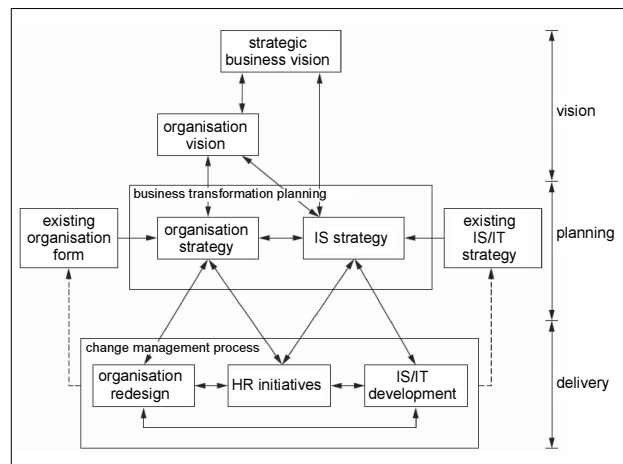 strategic
business vision
vision
organisation
vision
business transformation planning
existing
organisation
form
organisation
strategy
IS strategy
existing
IS/IT
strategy
planning
change management process
organisation
redesign
HR initiatives
IS/IT
development
delivery